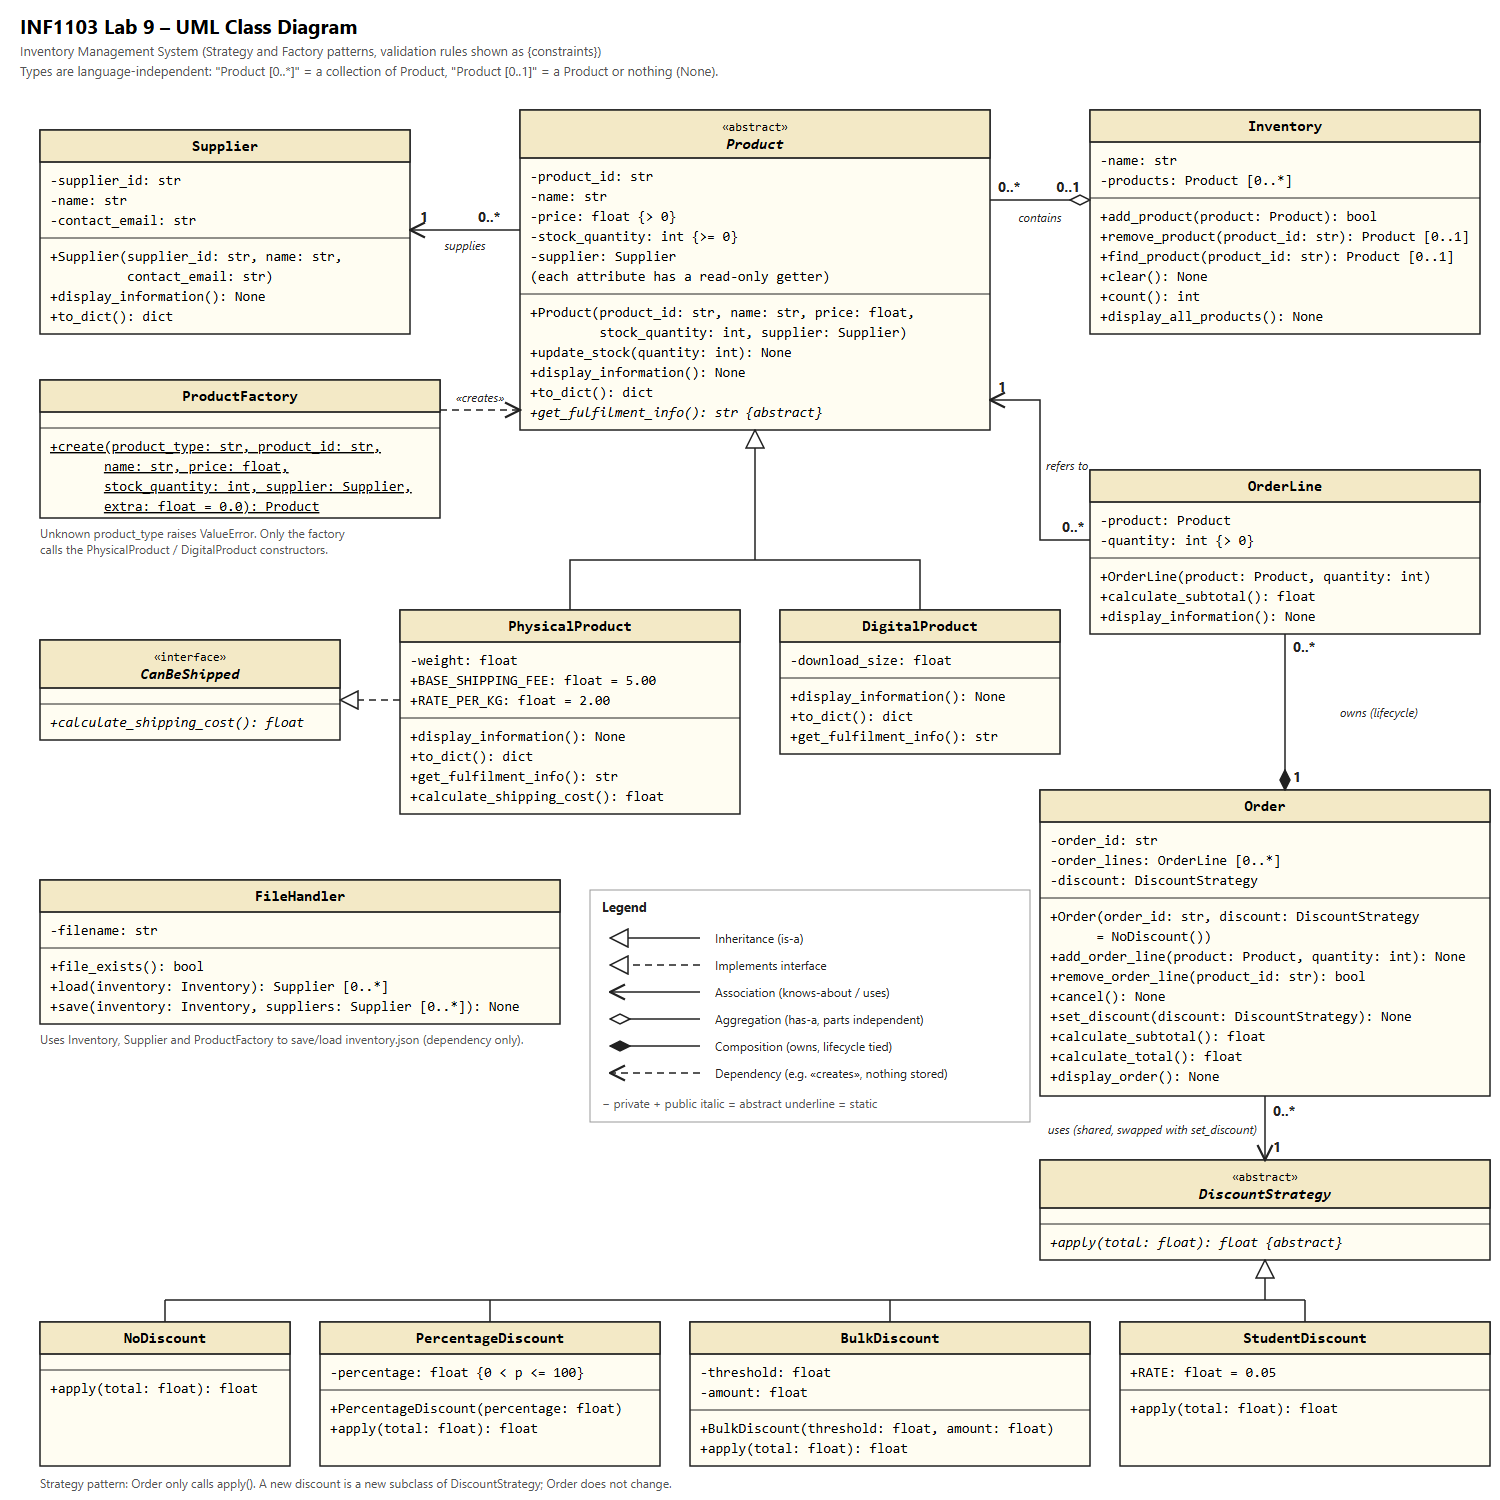 INF1103 Lab 9 – UML Class Diagram
Inventory Management System (Strategy and Factory patterns, validation rules shown as {constraints})
Types are language-independent: "Product [0..*]" = a collection of Product, "Product [0..1]" = a Product or nothing (None).
Supplier
-supplier_id: str
-name: str
-contact_email: str
+Supplier(supplier_id: str, name: str,
contact_email: str)
+display_information(): None
+to_dict(): dict
1
0..*
supplies
«abstract»
Product
-product_id: str
-name: str
-price: float {> 0}
-stock_quantity: int {>= 0}
-supplier: Supplier
(each attribute has a read-only getter)
+Product(product_id: str, name: str, price: float,
stock_quantity: int, supplier: Supplier)
+update_stock(quantity: int): None
+display_information(): None
+to_dict(): dict
+get_fulfilment_info(): str {abstract}
0..*
0..1
contains
Inventory
-name: str
-products: Product [0..*]
+add_product(product: Product): bool
+remove_product(product_id: str): Product [0..1]
+find_product(product_id: str): Product [0..1]
+clear(): None
+count(): int
+display_all_products(): None
ProductFactory
+create(product_type: str, product_id: str,
name: str, price: float,
stock_quantity: int, supplier: Supplier,
extra: float = 0.0): Product
«creates»
Unknown product_type raises ValueError. Only the factory
calls the PhysicalProduct / DigitalProduct constructors.
1
refers to
0..*
OrderLine
-product: Product
-quantity: int {> 0}
+OrderLine(product: Product, quantity: int)
+calculate_subtotal(): float
+display_information(): None
0..*
owns (lifecycle)
1
«interface»
CanBeShipped
+calculate_shipping_cost(): float
PhysicalProduct
-weight: float
+BASE_SHIPPING_FEE: float = 5.00
+RATE_PER_KG: float = 2.00
+display_information(): None
+to_dict(): dict
+get_fulfilment_info(): str
+calculate_shipping_cost(): float
DigitalProduct
-download_size: float
+display_information(): None
+to_dict(): dict
+get_fulfilment_info(): str
Order
-order_id: str
-order_lines: OrderLine [0..*]
-discount: DiscountStrategy
+Order(order_id: str, discount: DiscountStrategy
= NoDiscount())
+add_order_line(product: Product, quantity: int): None
+remove_order_line(product_id: str): bool
+cancel(): None
+set_discount(discount: DiscountStrategy): None
+calculate_subtotal(): float
+calculate_total(): float
+display_order(): None
FileHandler
-filename: str
+file_exists(): bool
+load(inventory: Inventory): Supplier [0..*]
+save(inventory: Inventory, suppliers: Supplier [0..*]): None
Uses Inventory, Supplier and ProductFactory to save/load inventory.json (dependency only).
Legend
Inheritance (is-a)
Implements interface
Association (knows-about / uses)
Aggregation (has-a, parts independent)
Composition (owns, lifecycle tied)
Dependency (e.g. «creates», nothing stored)
− private + public italic = abstract underline = static
0..*
uses (shared, swapped with set_discount)
1
«abstract»
DiscountStrategy
+apply(total: float): float {abstract}
NoDiscount
+apply(total: float): float
PercentageDiscount
-percentage: float {0 < p <= 100}
+PercentageDiscount(percentage: float)
+apply(total: float): float
BulkDiscount
-threshold: float
-amount: float
+BulkDiscount(threshold: float, amount: float)
+apply(total: float): float
StudentDiscount
+RATE: float = 0.05
+apply(total: float): float
Strategy pattern: Order only calls apply(). A new discount is a new subclass of DiscountStrategy; Order does not change.